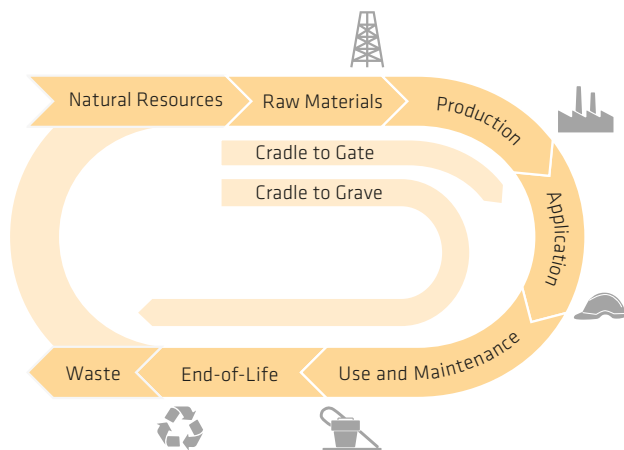 Natural Resources
Raw Materials
Production
Cradle to Gate
Cradle to Grave
Application
Use and Maintenance
End-of-Life
Waste